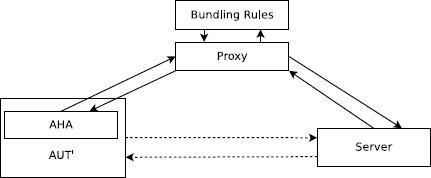 Bundling Rules
Proxy
AHA
AUT'
Server